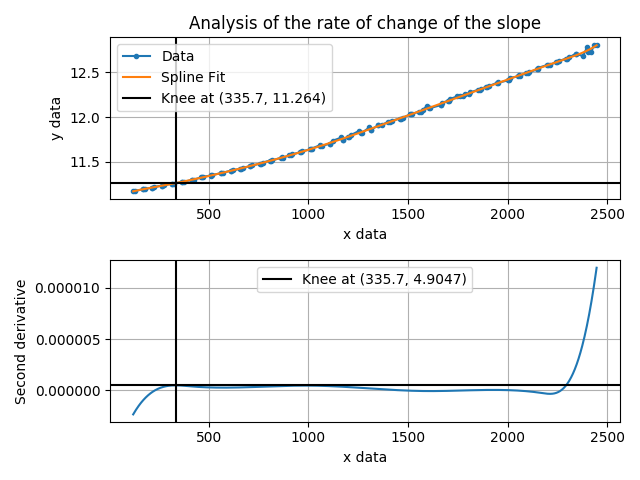 Analysis of the rate of change of the slope
Data
Spline Fit
Knee at (335.7, 11.264)
y data
12.5
12.0
11.5
500
1000
1500
2000
2500
x data
Knee at (335.7, 4.9047)
Second derivative
0.000010
0.000005
0.000000
500
1000
1500
2000
2500
x data